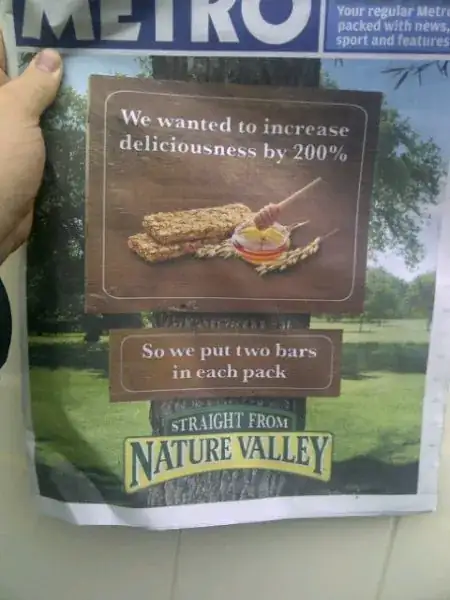 METRO
Your regular Metro
packed with news,
sport and features
We wanted to increase
deliciousness by 200%
So we put two bars
in each pack
STRAIGHT FROM
NATURE VALLEY